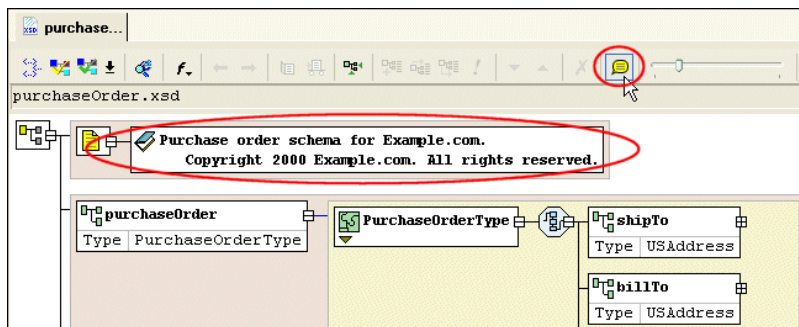 xsd purchase...
f.
!
purchaseOrder.xsd
Purchase order schema for Example.com.
Copyright 2000 Example.com. All rights reserved.
purchaseOrder
Type PurchaseOrderType
PurchaseOrderType
shipTo
Type USAddress
billTo
Type USAddress